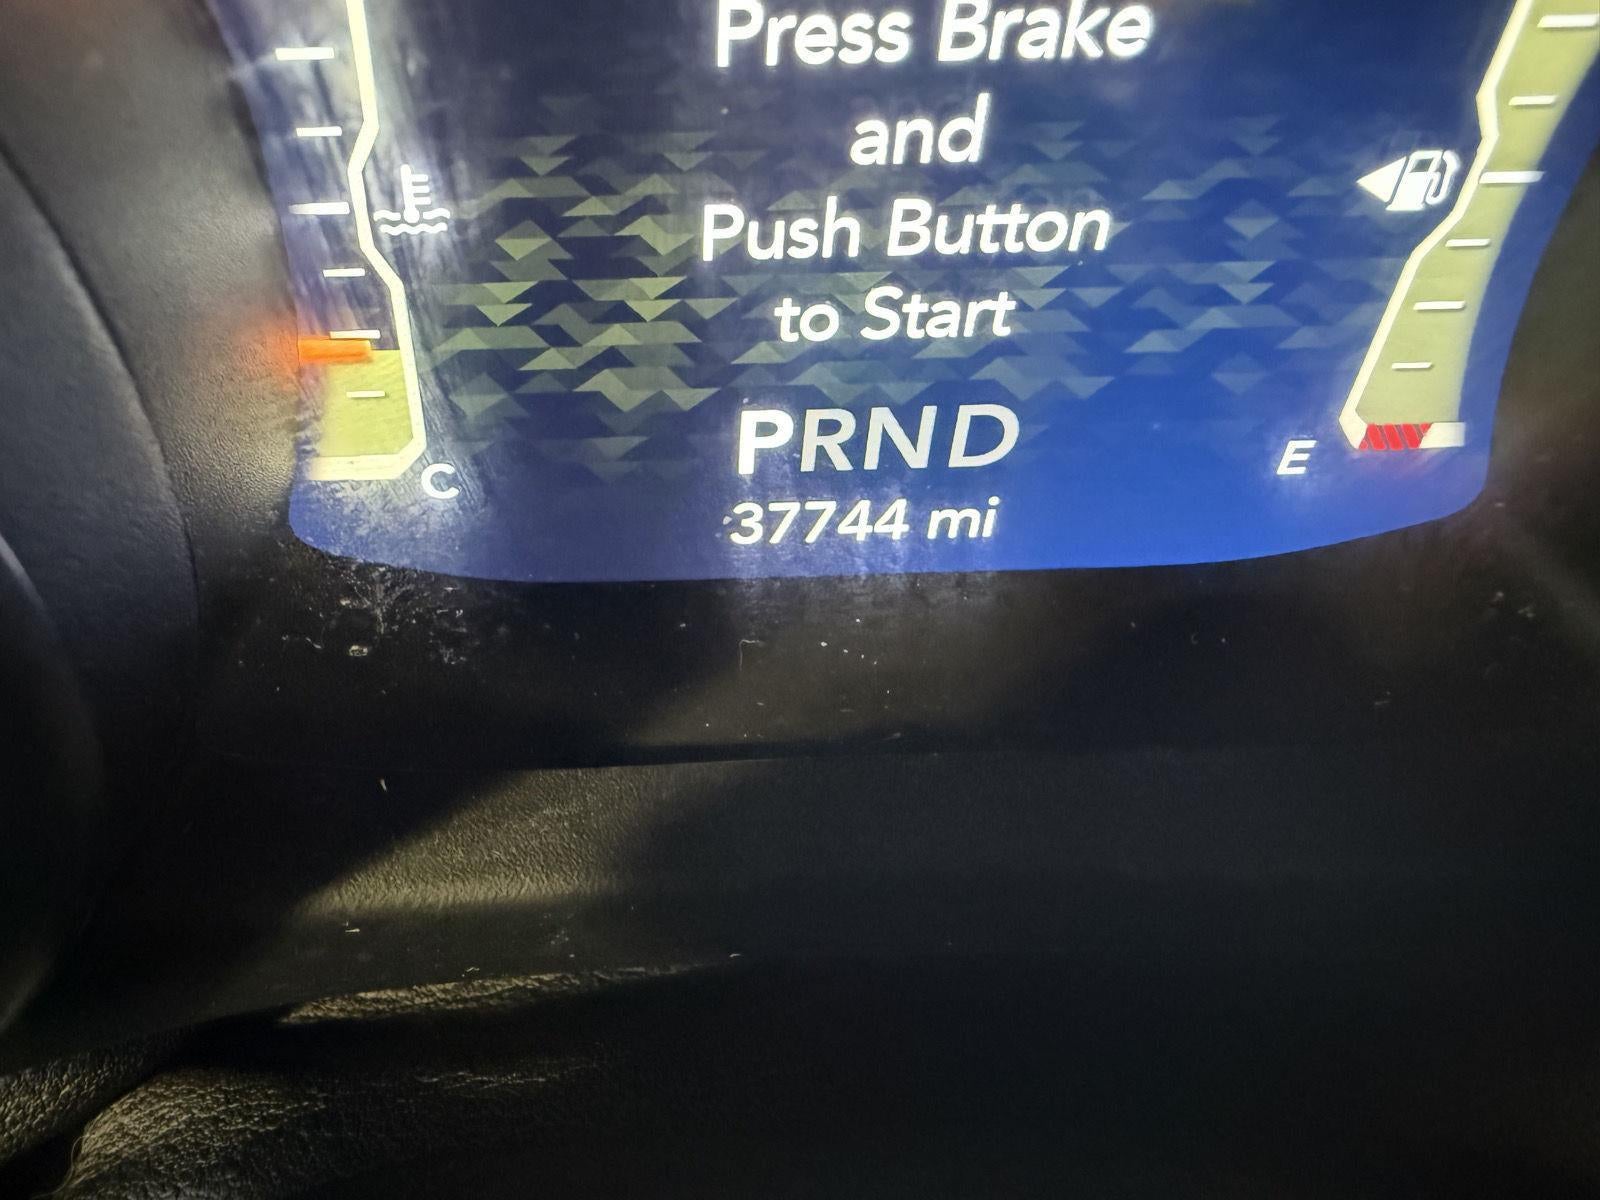 Press Brake
and
Push Button
to Start
PRND
C
E
37744 mi